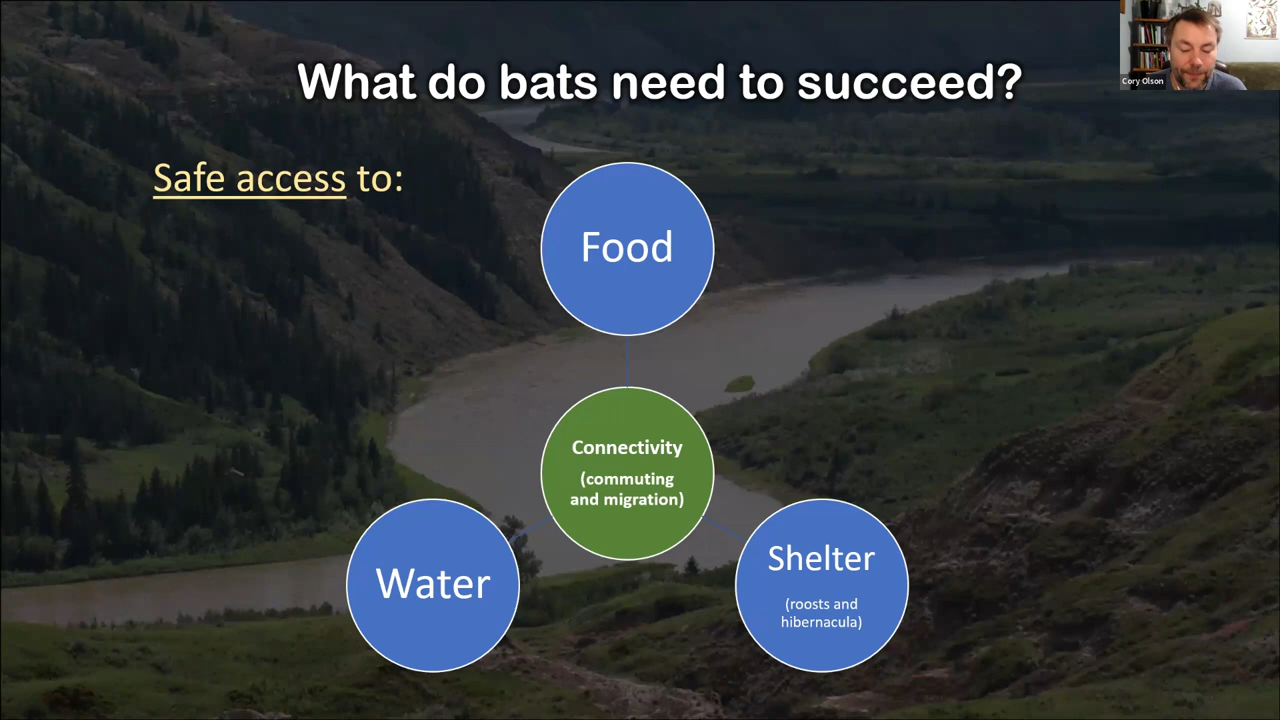 What do bats need to succeed?
Cory Olson
Safe access to:
Food
Connectivity
(commuting
and migration)
Water
Shelter
(roosts and
hibernacula)